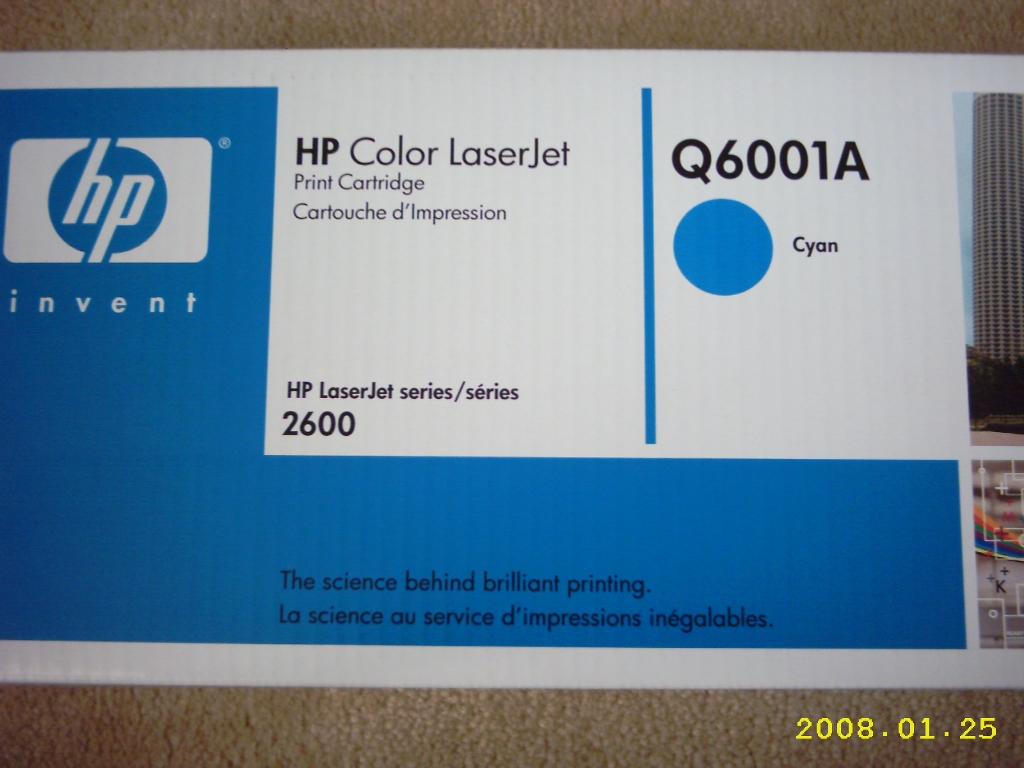 hp®
invent
HP Color LaserJet
Print Cartridge
Cartouche d'Impression
HP LaserJet series/séries
2600
Q6001A
Cyan
The science behind brilliant printing.
La science au service d'impressions inégalables.
M
K
2008.01.25